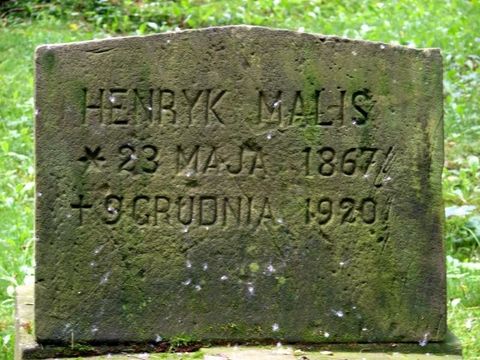 HENRYK MALIS
* 23 MAJA 1867
+ 9 GRUDNIA 1920